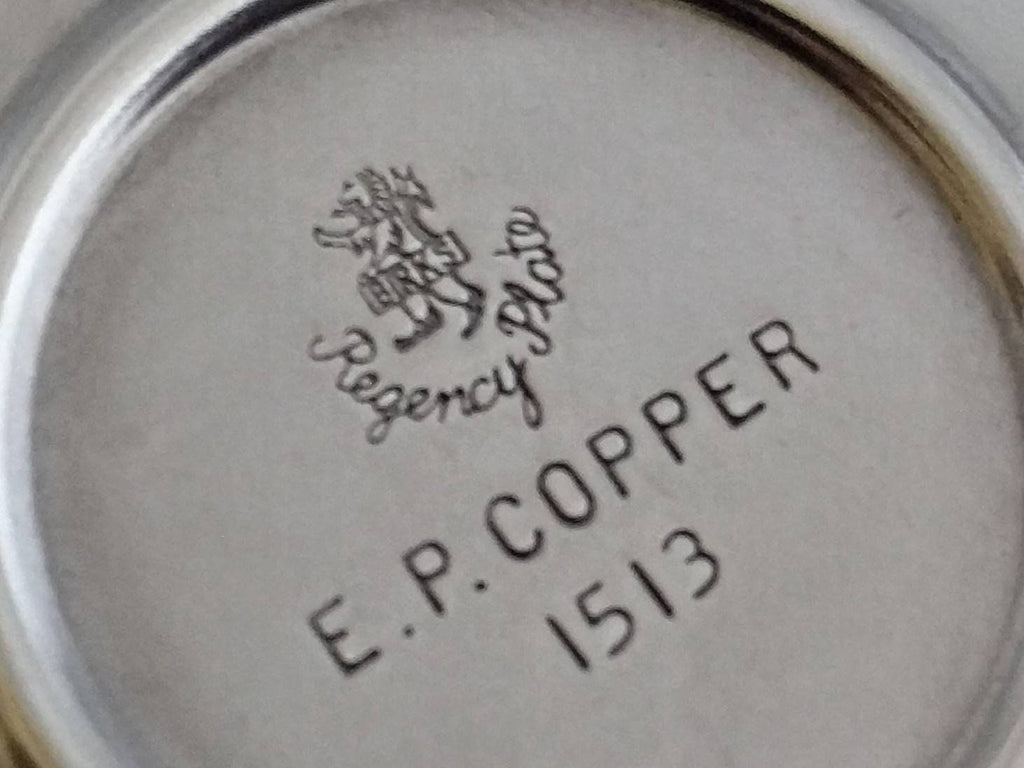 Regency Plate
E.P.COPPER
1513